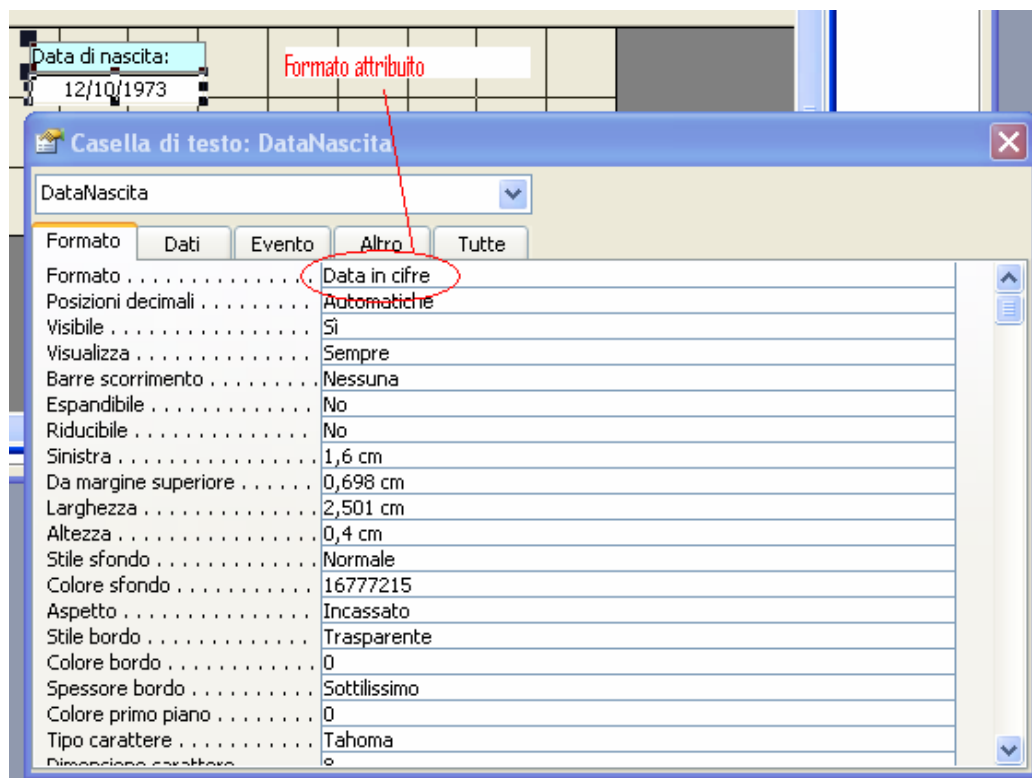 Data di nascita:
Formato attribuito
12/10/1973
Casella di testo: DataNascita
DataNascita
Formato Dati Evento Altro Tutte
Formato . . . . . . . . . . . . . . . Data in cifre
Posizioni decimali . . . . . . . . . Automatiche
Visibile . . . . . . . . . . . . . . . . . Sì
Visualizza . . . . . . . . . . . . . . Sempre
Barre scorrimento . . . . . . . . . Nessuna
Espandibile . . . . . . . . . . . . . No
Riducibile . . . . . . . . . . . . . . No
Sinistra . . . . . . . . . . . . . . . . 1,6 cm
Da margine superiore . . . . . . 0,698 cm
Larghezza . . . . . . . . . . . . . . 2,501 cm
Altezza . . . . . . . . . . . . . . . . 0,4 cm
Stile sfondo . . . . . . . . . . . . . Normale
Colore sfondo . . . . . . . . . . . 16777215
Aspetto . . . . . . . . . . . . . . . Incassato
Stile bordo . . . . . . . . . . . . . Trasparente
Colore bordo . . . . . . . . . . . . 0
Spessore bordo . . . . . . . . . . Sottilissimo
Colore primo piano . . . . . . . . 0
Tipo carattere . . . . . . . . . . . Tahoma
Dimensione carattere